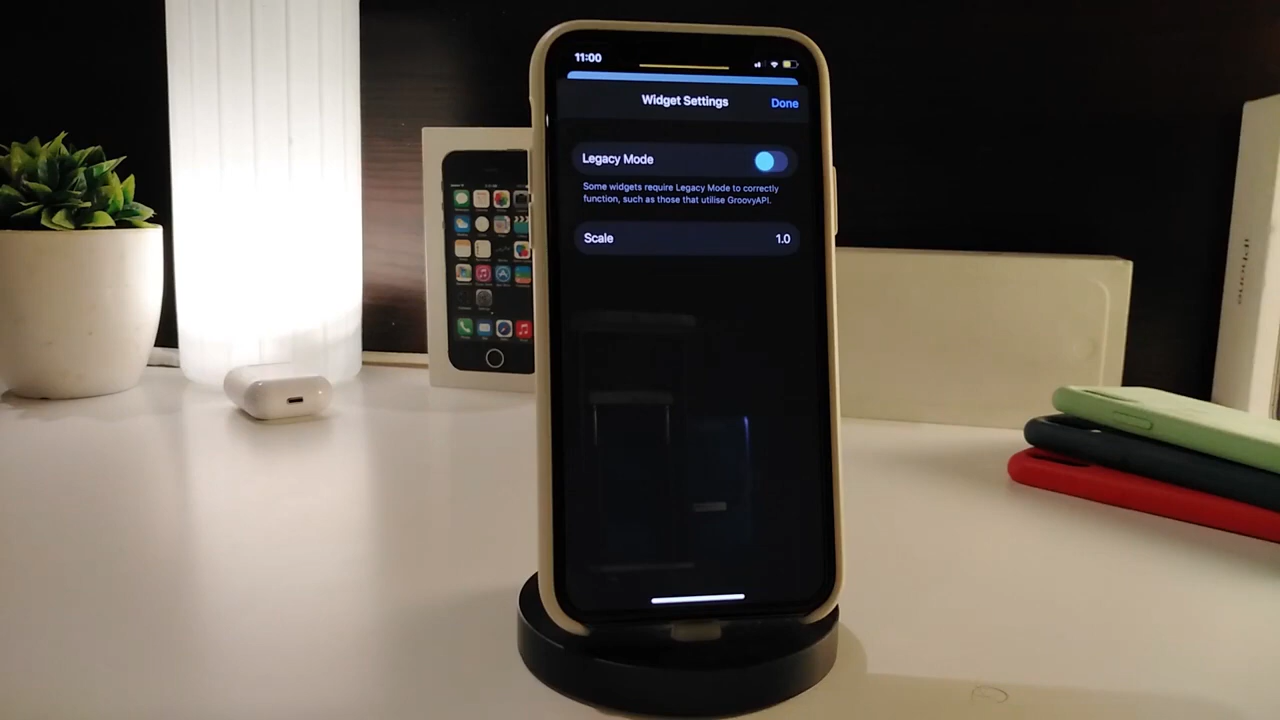 11:00
Widget Settings
Done
Legacy Mode
Some widgets require Legacy Mode to correctly
function, such as those that utilise GroovyAPI.
Scale
1.0
iPhone